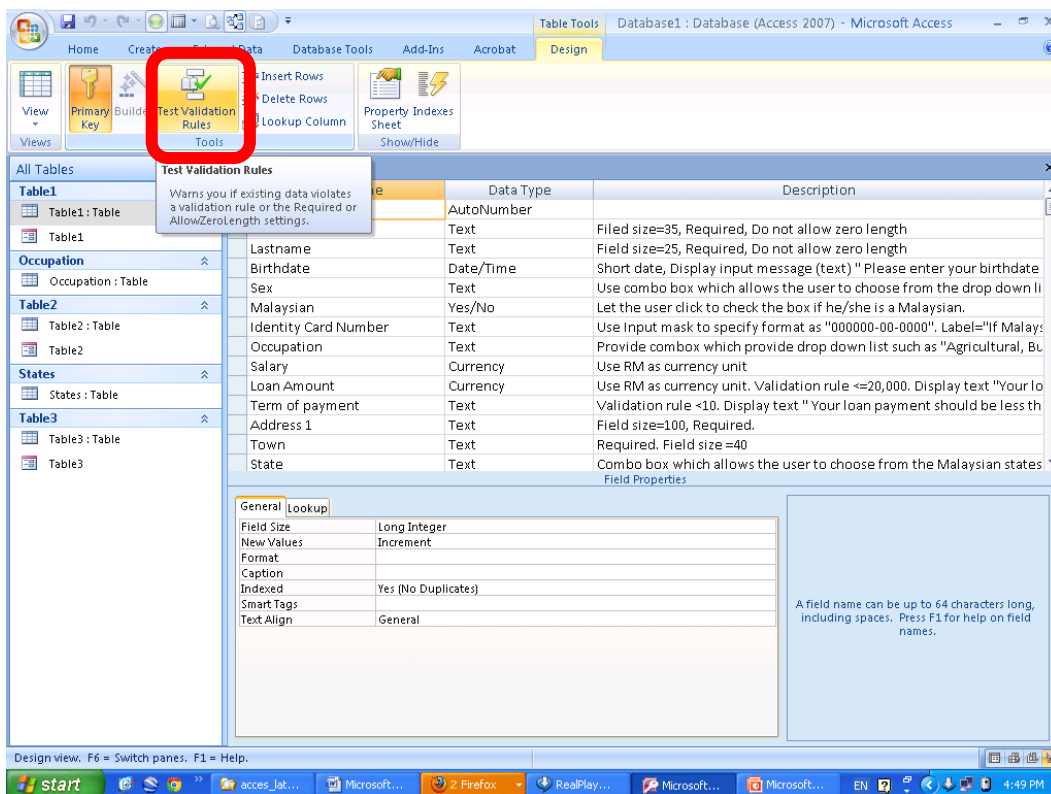 Table Tools Database1 : Database (Access 2007) - Microsoft Access
Home Data Database Tools Add-Ins Acrobat Design
View Primary Key Test Validation Rules
Insert Rows
Delete Rows
Lookup Column
Property Sheet Indexes
Views Tools Show/Hide
All Tables
Table1
Table1 : Table
Table1
Occupation
Occupation : Table
Table2
Table2 : Table
Table2
States
States : Table
Table3
Table3 : Table
Table3
Test Validation Rules
Warns you if existing data violates
a validation rule or the Required or
AllowZeroLength settings.
Data Type Description
AutoNumber
Text Filed size=35, Required, Do not allow zero length
Lastname Text Field size=25, Required, Do not allow zero length
Birthdate Date/Time Short date, Display input message (text) " Please enter your birthdate
Sex Text Use combo box which allows the user to choose from the drop down li
Malaysian Yes/No Let the user click to check the box if he/she is a Malaysian.
Identity Card Number Text Use Input mask to specify format as "000000-00-0000". Label="If Malays
Occupation Text Provide combox which provide drop down list such as "Agricultural, Bu
Salary Currency Use RM as currency unit
Loan Amount Currency Use RM as currency unit. Validation rule <=20,000. Display text "Your lo
Term of payment Text Validation rule <10. Display text " Your loan payment should be less th
Address 1 Text Field size=100, Required.
Town Text Required. Field size =40
State Text Combo box which allows the user to choose from the Malaysian states
Field Properties
General Lookup
Field Size Long Integer
New Values Increment
Format
Caption
Indexed Yes (No Duplicates)
Smart Tags
Text Align General
A field name can be up to 64 characters long,
including spaces. Press F1 for help on field
names.
Design view. F6 = Switch panes. F1 = Help.
start acces_lat... Microsoft... 2 Firefox RealPlay... Microsoft... Microsoft... EN 4:49 PM